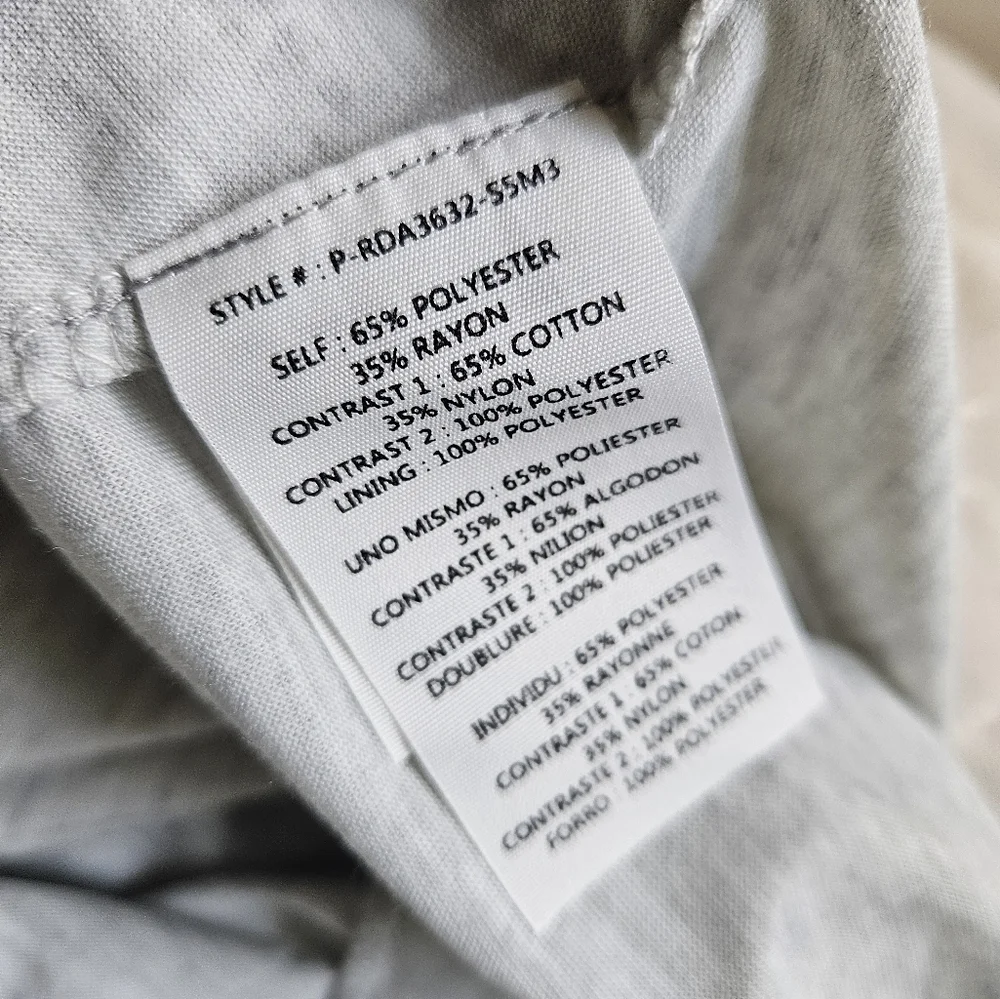 STYLE # : P-RDA3632-S5M3
SELF : 65% POLYESTER
35% RAYON
CONTRAST 1 : 65% COTTON
35% NYLON
CONTRAST 2 : 100% POLYESTER
LINING : 100% POLYESTER
UNO MISMO : 65% POLIESTER
35% RAYON
CONTRASTE 1 : 65% ALGODON
35% NILION
CONTRASTE 2 : 100% POLIESTER
DOUBLURE : 100% POLIESTER
INDIVIDU : 65% POLYESTER
35% RAYONNE
CONTRASTE 1 : 65% COTON
35% NYLON
CONTRASTE 2 : 100% POLYESTER
FORRO 100% POLYESTER